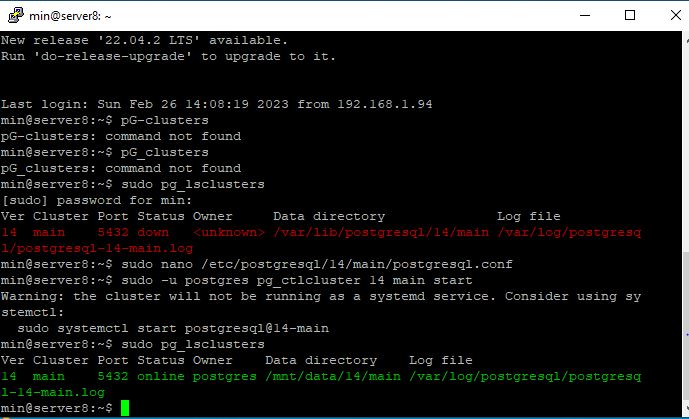 min@server8: ~
New release '22.04.2 LTS' available.
Run 'do-release-upgrade' to upgrade to it.
Last login: Sun Feb 26 14:08:19 2023 from 192.168.1.94
min@server8:~$ pG-clusters
pG-clusters: command not found
min@server8:~$ pG_clusters
pG_clusters: command not found
min@server8:~$ sudo pg_lsclusters
[sudo] password for min:
Ver Cluster Port Status Owner     Data directory              Log file
14  main    5432 down   <unknown> /var/lib/postgresql/14/main /var/log/postgresq
l/postgresql-14-main.log
min@server8:~$ sudo nano /etc/postgresql/14/main/postgresql.conf
min@server8:~$ sudo -u postgres pg_ctlcluster 14 main start
Warning: the cluster will not be running as a systemd service. Consider using sy
stemctl:
  sudo systemctl start postgresql@14-main
min@server8:~$ sudo pg_lsclusters
Ver Cluster Port Status Owner    Data directory    Log file
14  main    5432 online postgres /mnt/data/14/main /var/log/postgresql/postgresq
l-14-main.log
min@server8:~$